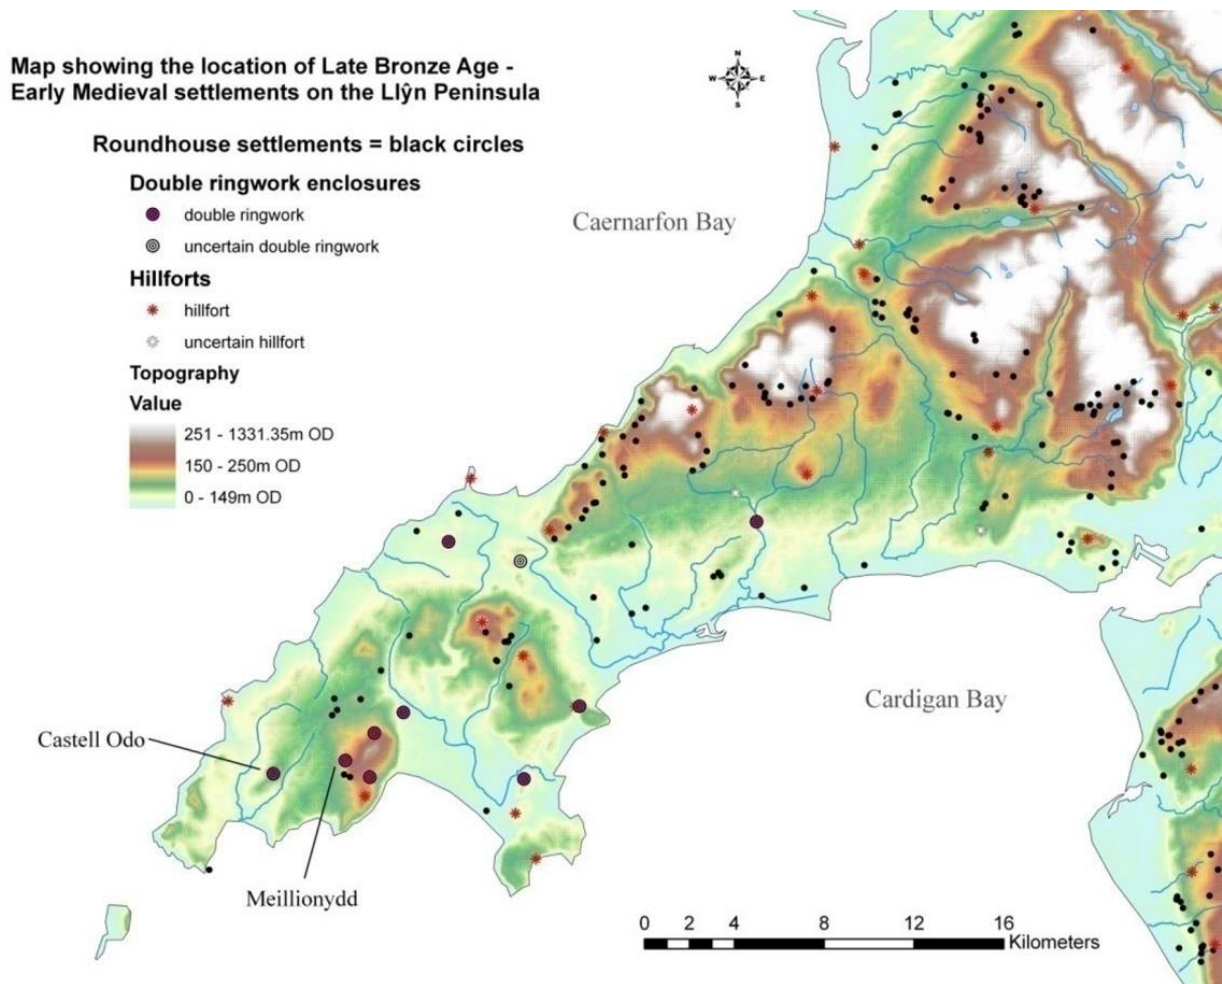 Map showing the location of Late Bronze Age -
Early Medieval settlements on the Llŷn Peninsula
Roundhouse settlements = black circles
Double ringwork enclosures
double ringwork
uncertain double ringwork
Hillforts
hillfort
uncertain hillfort
Topography
Value
251 - 1331.35m OD
150 - 250m OD
0 - 149m OD
N
W E
S
Caernarfon Bay
Cardigan Bay
Castell Odo
Meillionydd
0 2 4 8 12 16
Kilometers